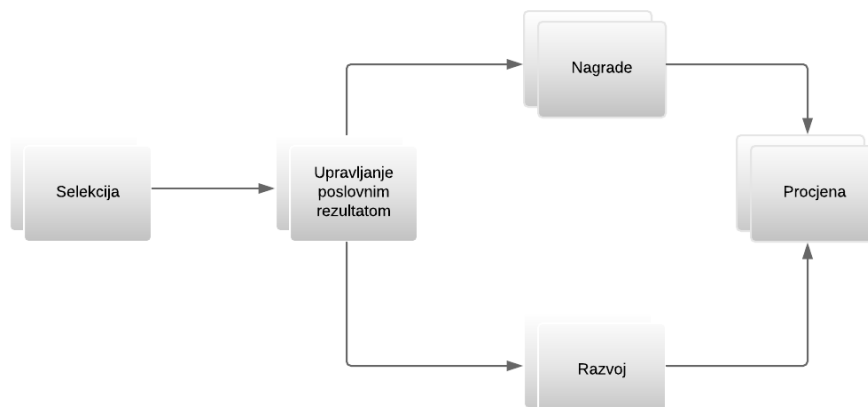 Nagrade
Selekcija
Upravljanje
poslovnim
rezultatom
Procjena
Razvoj